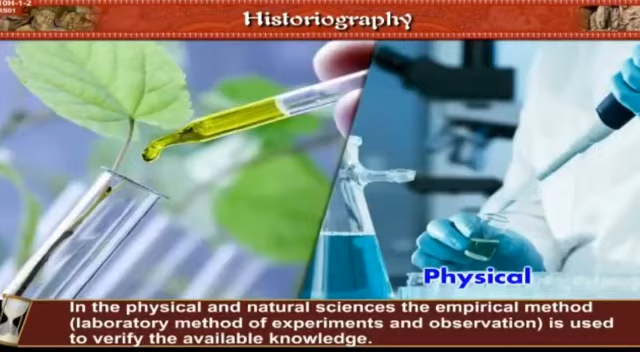 Historiography
Physical
In the physical and natural sciences the empirical method
(laboratory method of experiments and observation) is used
to verify the available knowledge.